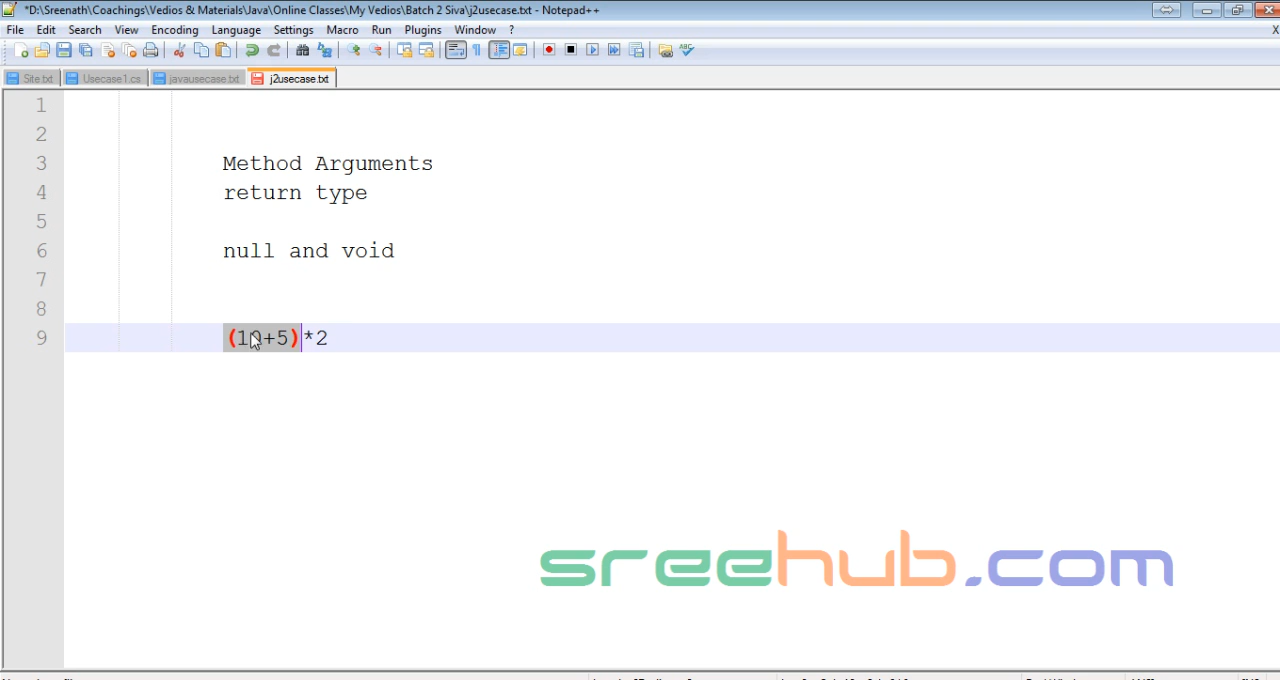 *D:\Sreenath\Coachings\Vedios & Materials\Java\Online Classes\My Vedios\Batch 2 Siva\j2usecase.txt - Notepad++
File Edit Search View Encoding Language Settings Macro Run Plugins Window ? X
Site.txt Usecase1.cs javausecase.txt j2usecase.txt
1
2
3 Method Arguments
4 return type
5
6 null and void
7
8
9 (10+5)*2
sreehub.com